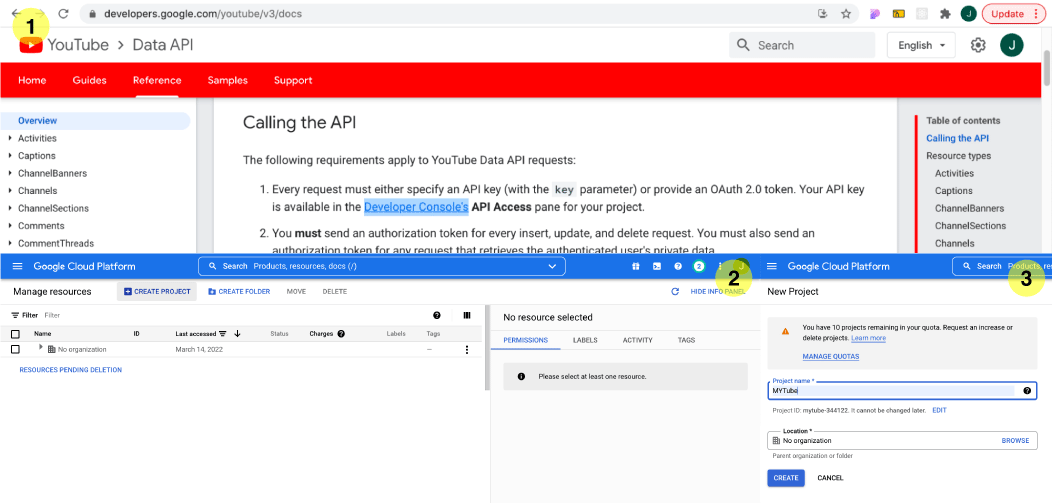 developers.google.com/youtube/v3/docs
J
Update
1
YouTube > Data API
Search
English
J
Home Guides Reference Samples Support
Overview
Activities
Captions
ChannelBanners
Channels
ChannelSections
Comments
CommentThreads
Calling the API
The following requirements apply to YouTube Data API requests:
1. Every request must either specify an API key (with the key parameter) or provide an OAuth 2.0 token. Your API
key is available in the Developer Console's API Access pane for your project.
2. You must send an authorization token for every insert, update, and delete request. You must also send an
authorization token for any request that retrieves the authenticated user's private data.
Table of contents
Calling the API
Resource types
Activities
Captions
ChannelBanners
ChannelSections
Channels
Google Cloud Platform
Search Products, resources, docs (/)
2
J
2
Manage resources
CREATE PROJECT
CREATE FOLDER
MOVE
DELETE
HIDE INFO PANEL
Filter Filter
Name ID Last accessed Status Charges Labels Tags
No organization March 14, 2022 –
RESOURCES PENDING DELETION
No resource selected
PERMISSIONS LABELS ACTIVITY TAGS
Please select at least one resource.
Google Cloud Platform
Search Products, res
3
New Project
You have 10 projects remaining in your quota. Request an increase or
delete projects. Learn more
MANAGE QUOTAS
Project name *
MYTube
Project ID: mytube-344122. It cannot be changed later. EDIT
Location *
No organization
BROWSE
Parent organization or folder
CREATE CANCEL